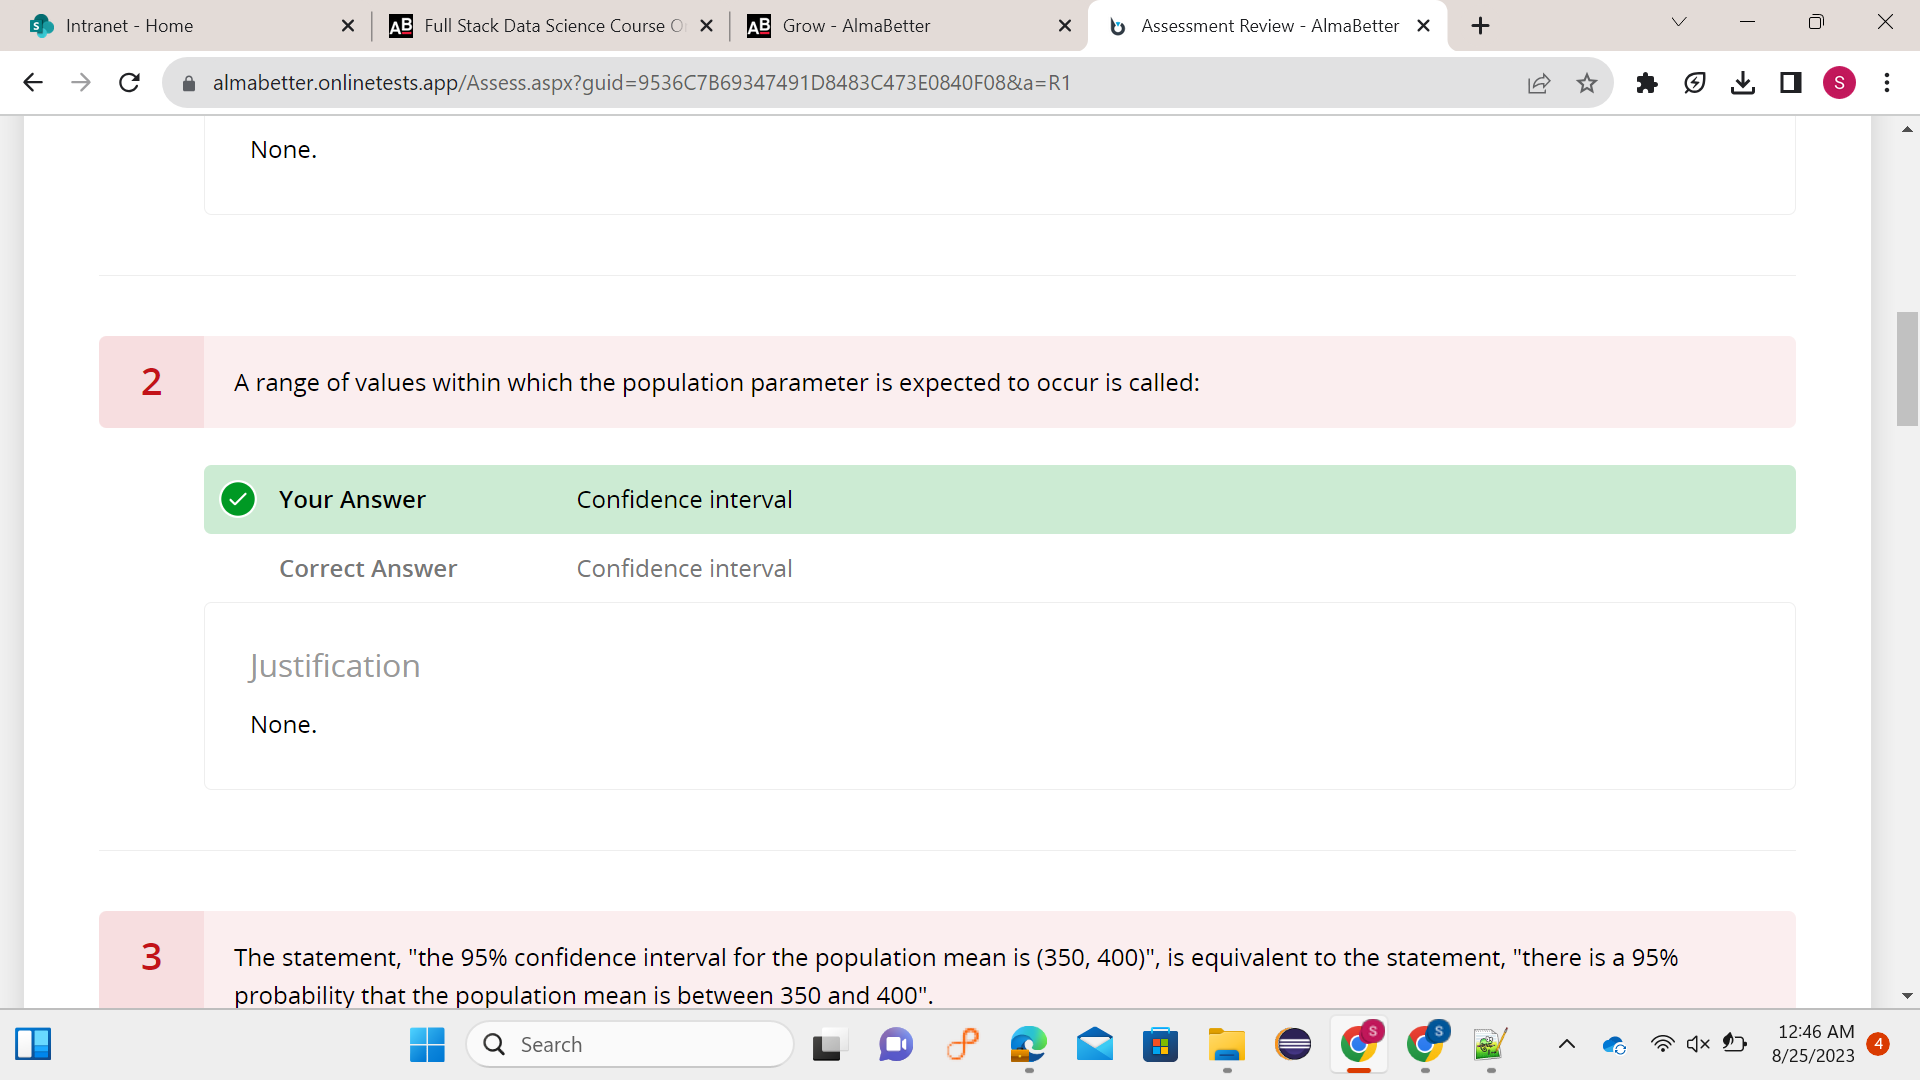 Intranet - Home
AB Full Stack Data Science Course O
AB Grow - AlmaBetter
Assessment Review - AlmaBetter
almabetter.onlinetests.app/Assess.aspx?guid=9536C7B69347491D8483C473E0840F08&a=R1
S
None.
2
A range of values within which the population parameter is expected to occur is called:
Your Answer Confidence interval
Correct Answer Confidence interval
Justification
None.
3
The statement, "the 95% confidence interval for the population mean is (350, 400)", is equivalent to the statement, "there is a 95%
probability that the population mean is between 350 and 400".
Search
S
S
12:46 AM
8/25/2023
4